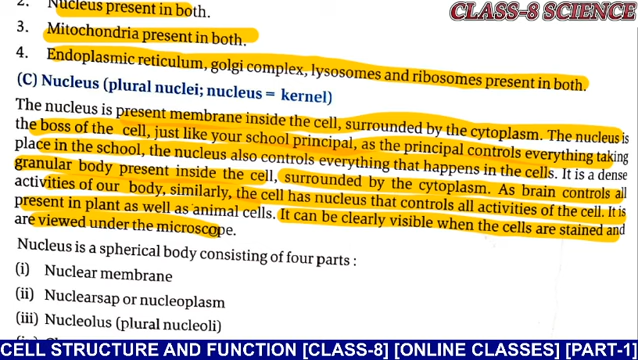 CLASS-8 SCIENCE
2. Nucleus present in both.
3. Mitochondria present in both.
4. Endoplasmic reticulum, golgi complex, lysosomes and ribosomes present in both.
(C) Nucleus (plural nuclei; nucleus = kernel)
The nucleus is present membrane inside the cell, surrounded by the cytoplasm. The nucleus is
the boss of the cell, just like your school principal, as the principal controls everything taking
place in the school, the nucleus also controls everything that happens in the cells. It is a dense
granular body present inside the cell, surrounded by the cytoplasm. As brain controls all
activities of our body, similarly, the cell has nucleus that controls all activities of the cell. It is
present in plant as well as animal cells. It can be clearly visible when the cells are stained and
are viewed under the microscope.
Nucleus is a spherical body consisting of four parts :
(i) Nuclear membrane
(ii) Nuclearsap or nucleoplasm
(iii) Nucleolus (plural nucleoli)
CELL STRUCTURE AND FUNCTION [CLASS-8] [ONLINE CLASSES] [PART-1]